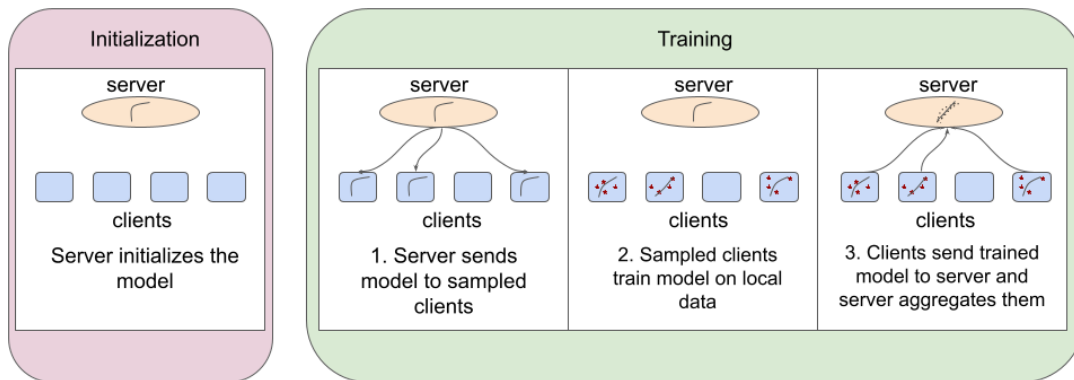 Initialization
server
clients
Server initializes the
model
Training
server
clients
1. Server sends
model to sampled
clients
server
clients
2. Sampled clients
train model on local
data
server
clients
3. Clients send trained
model to server and
server aggregates them